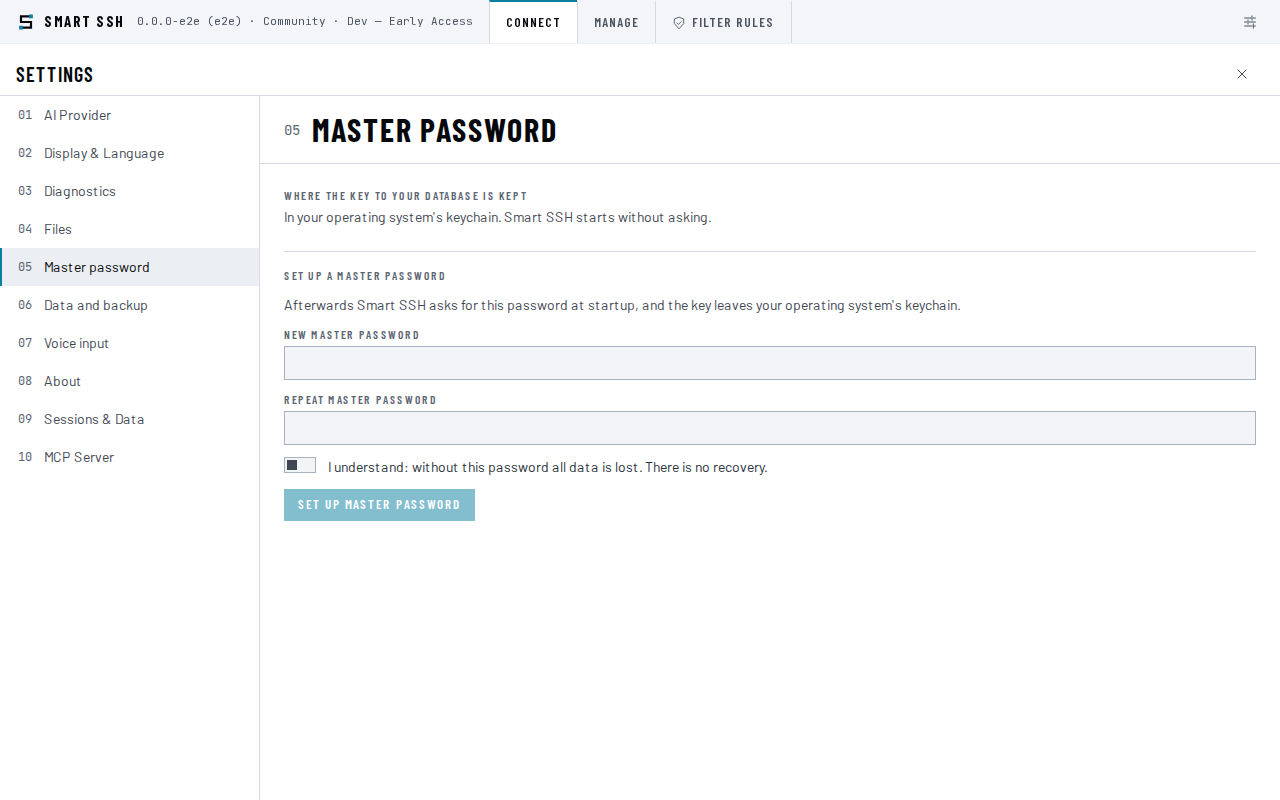 SMART SSH 0.0.0-e2e (e2e) · Community · Dev — Early Access CONNECT MANAGE FILTER RULES
SETTINGS
01 AI Provider
02 Display & Language
03 Diagnostics
04 Files
05 Master password
06 Data and backup
07 Voice input
08 About
09 Sessions & Data
10 MCP Server
05 MASTER PASSWORD
WHERE THE KEY TO YOUR DATABASE IS KEPT
In your operating system's keychain. Smart SSH starts without asking.
SET UP A MASTER PASSWORD
Afterwards Smart SSH asks for this password at startup, and the key leaves your operating system's keychain.
NEW MASTER PASSWORD
REPEAT MASTER PASSWORD
I understand: without this password all data is lost. There is no recovery.
SET UP MASTER PASSWORD